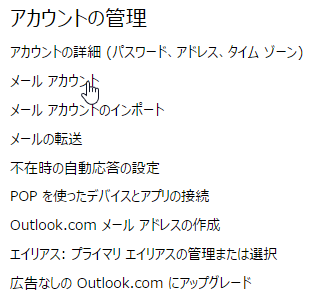 アカウントの管理
アカウントの詳細 (パスワード、アドレス、タイム ゾーン)
メール アカウント
メール アカウントのインポート
メールの転送
不在時の自動応答の設定
POP を使ったデバイスとアプリの接続
Outlook.com メール アドレスの作成
エイリアス: プライマリ エイリアスの管理または選択
広告なしの Outlook.com にアップグレード